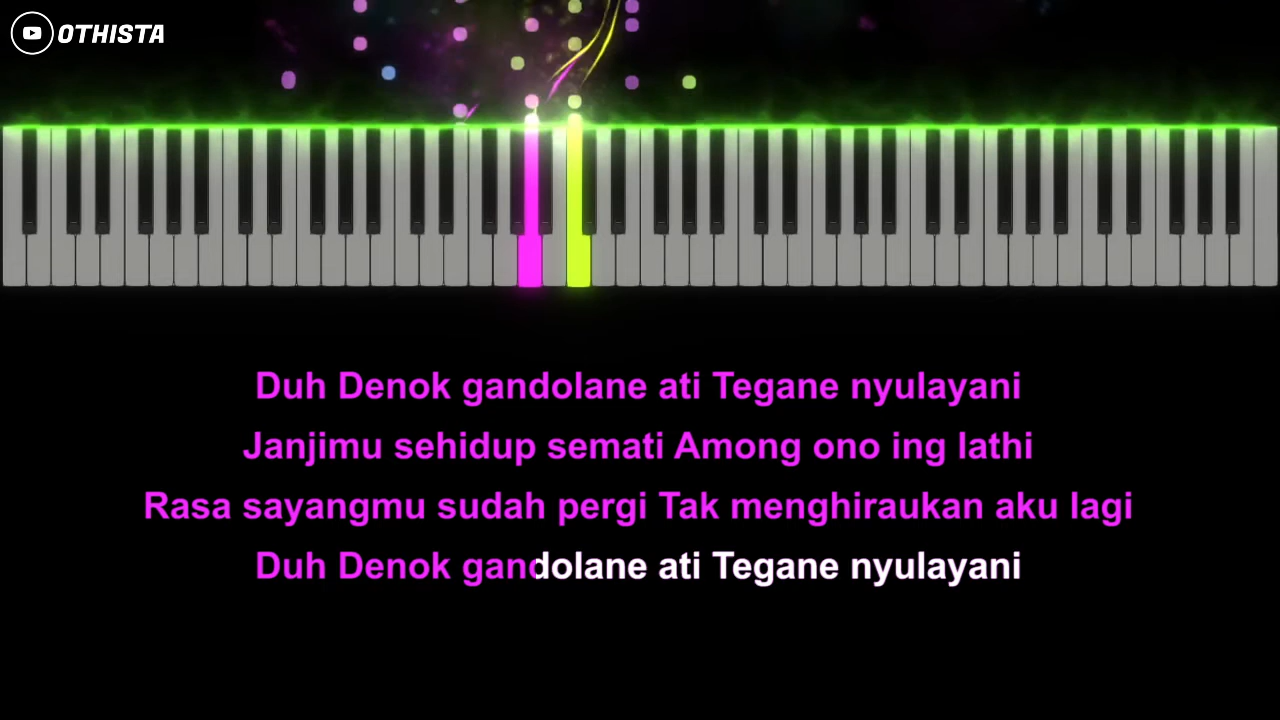 OTHISTA
Duh Denok gandolane ati Tegane nyulayani
Janjimu sehidup semati Among ono ing lathi
Rasa sayangmu sudah pergi Tak menghiraukan aku lagi
Duh Denok gandolane ati Tegane nyulayani